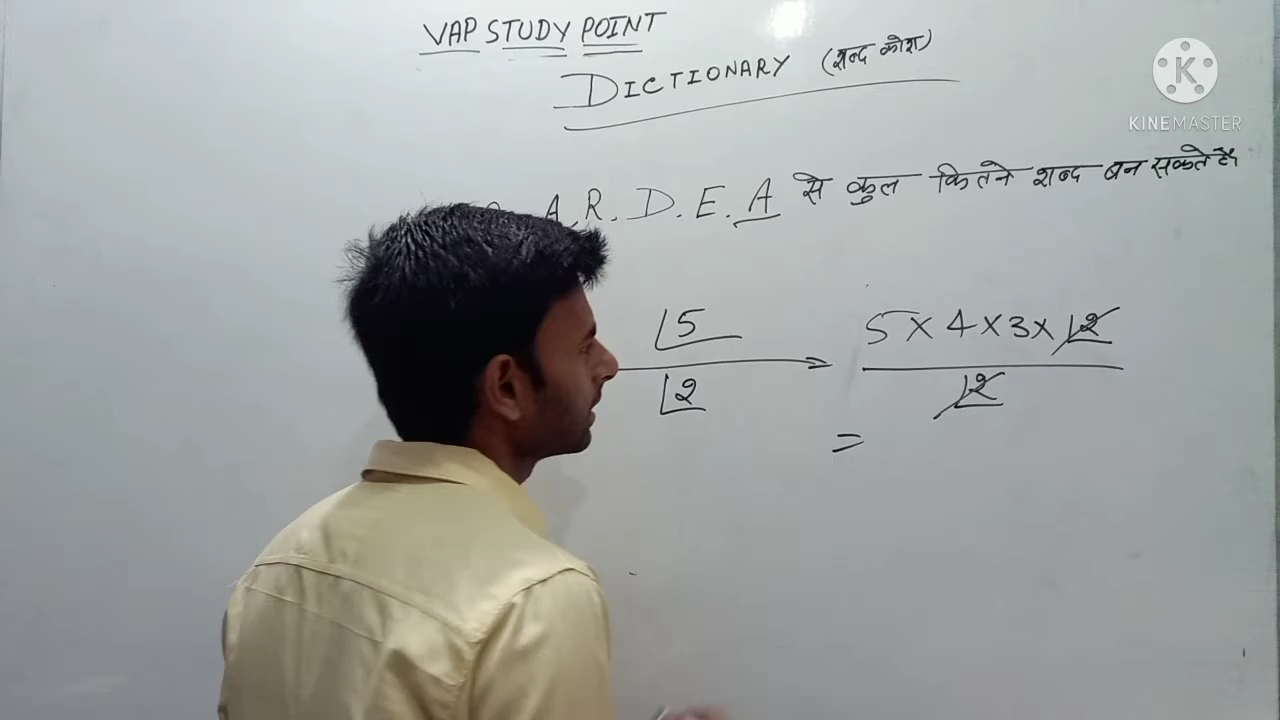 VAP STUDY POINT
DICTIONARY (शब्द कोश)
A. R. D. E. A से कुल कितने शब्द बन सकते है
KINEMASTER
5
2
5 x 4 x 3 x 2
2
=